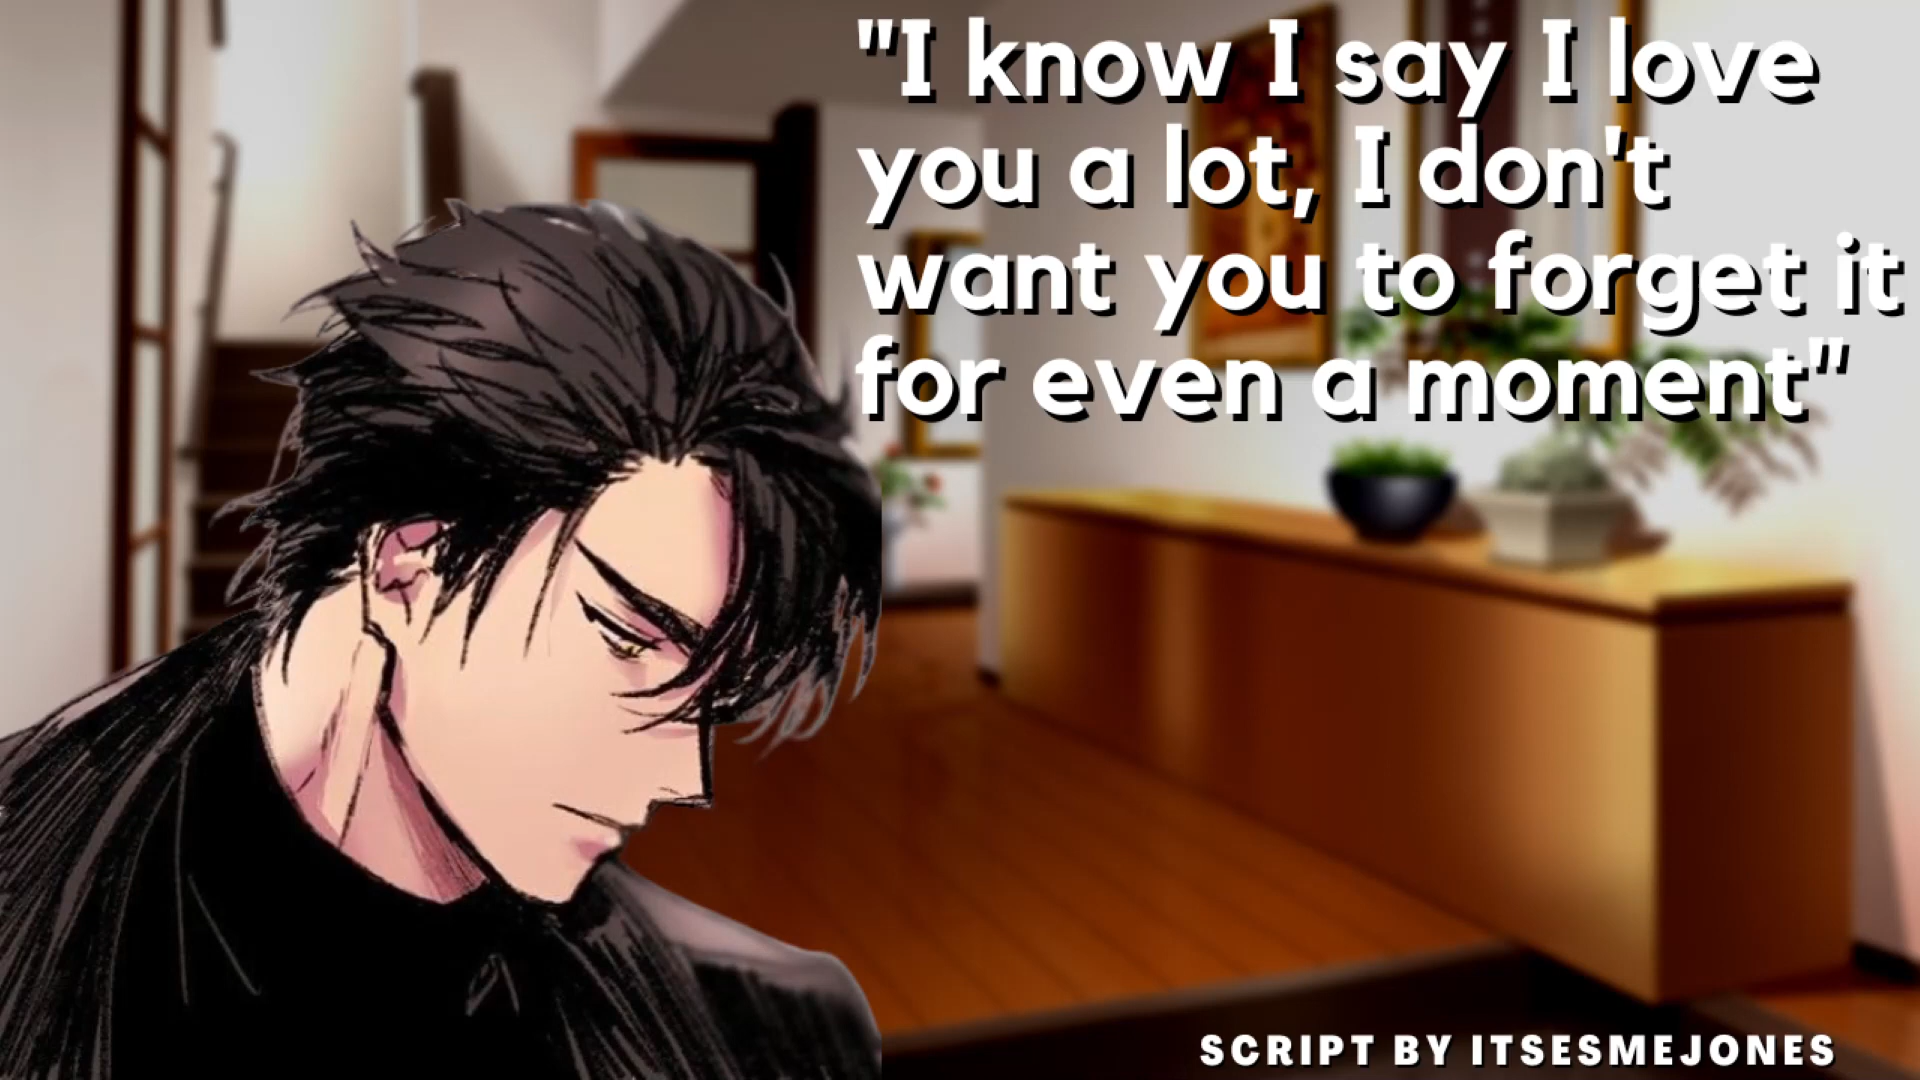 "I know I say I love
you a lot, I don't
want you to forget it
for even a moment"
SCRIPT BY ITSESMEJONES